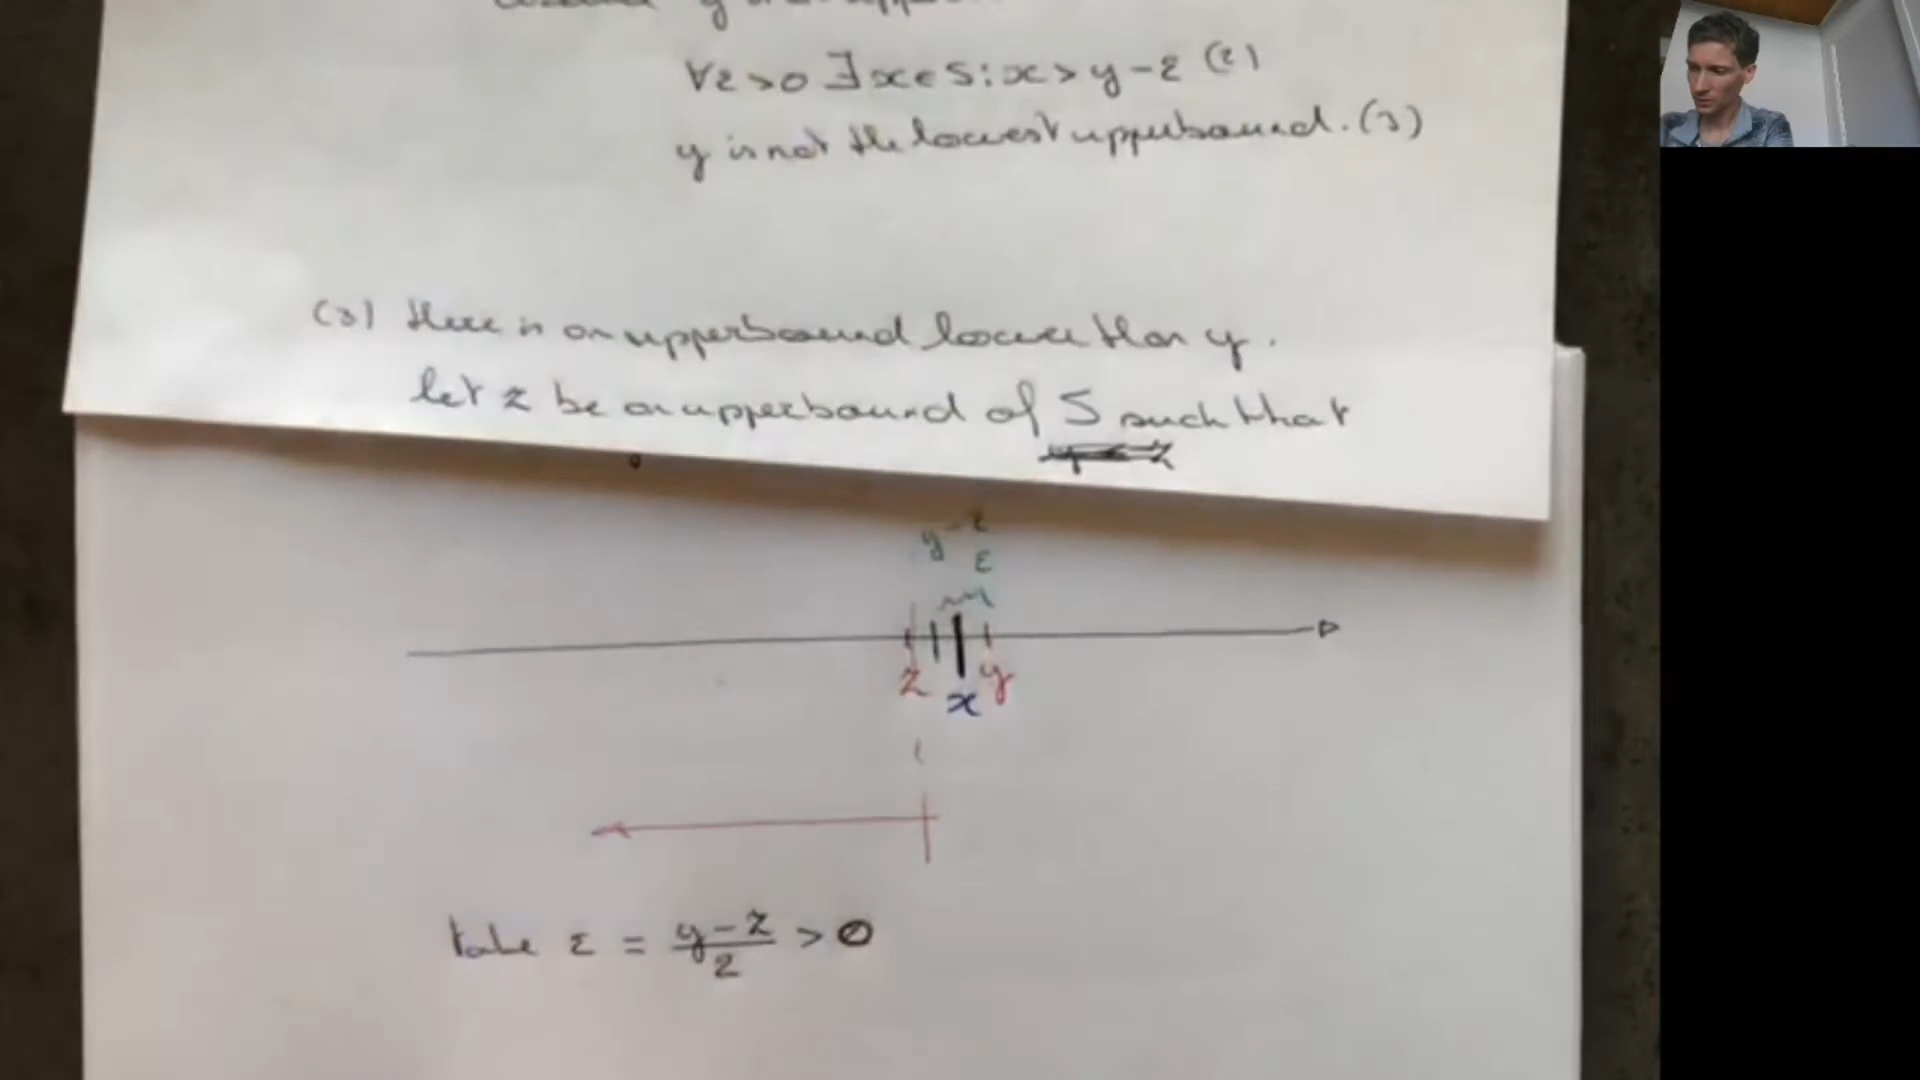 ∀ε>0 ∃x∈S: x > y-ε (2)
y is not the lowest upperbound. (3)
(3) there is an upperbound lower than y.
let z be an upperbound of S such that
y-ε
ε
z x y
take ε = (y-z)/2 > 0